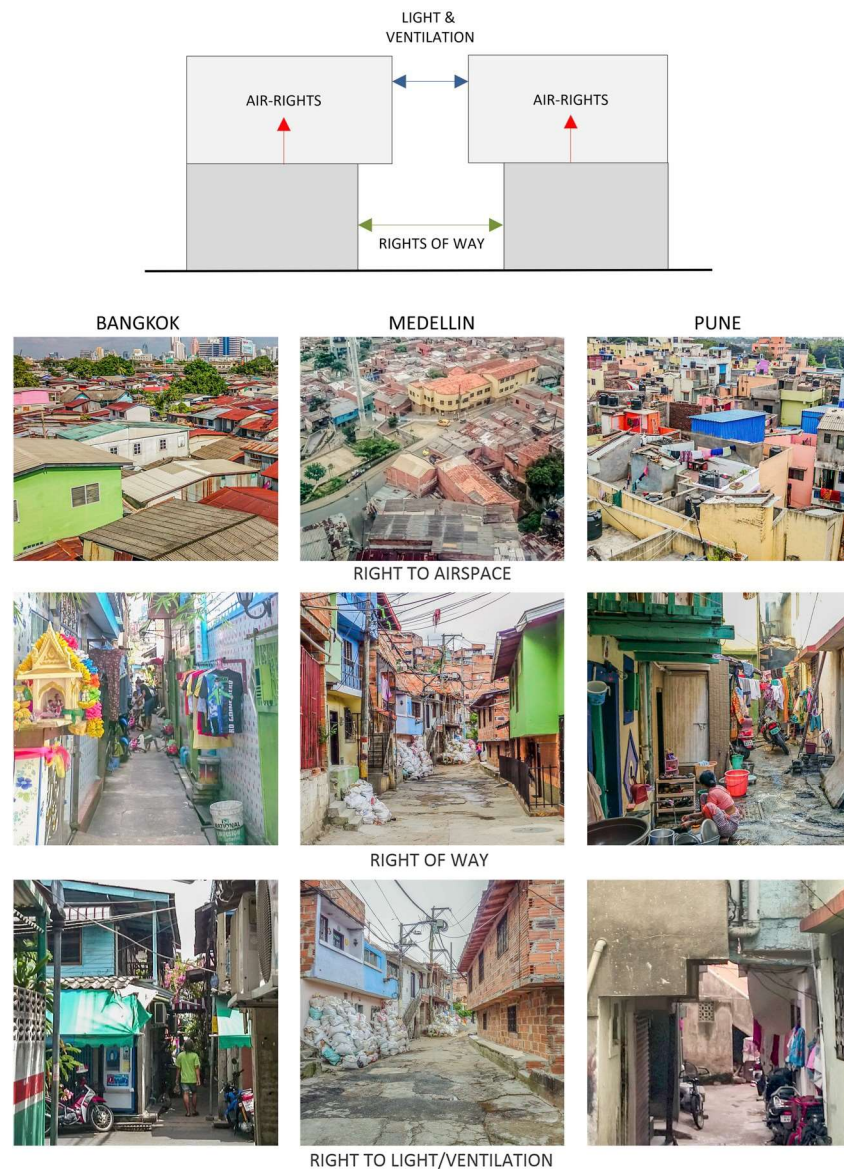 LIGHT &
VENTILATION
AIR-RIGHTS
AIR-RIGHTS
RIGHTS OF WAY
BANGKOK
MEDELLIN
PUNE
RIGHT TO AIRSPACE
RIGHT OF WAY
RIGHT TO LIGHT/VENTILATION